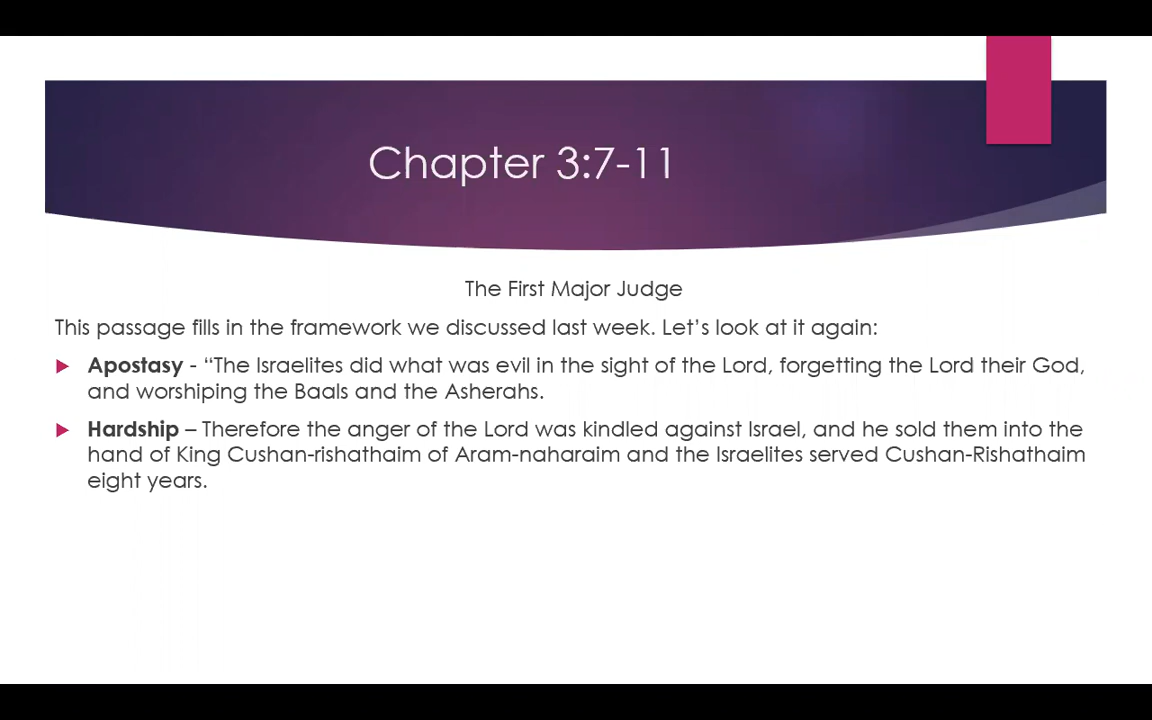 Chapter 3:7-11
The First Major Judge
This passage fills in the framework we discussed last week. Let’s look at it again:
Apostasy - “The Israelites did what was evil in the sight of the Lord, forgetting the Lord their God,
and worshiping the Baals and the Asherahs.
Hardship – Therefore the anger of the Lord was kindled against Israel, and he sold them into the
hand of King Cushan-rishathaim of Aram-naharaim and the Israelites served Cushan-Rishathaim
eight years.